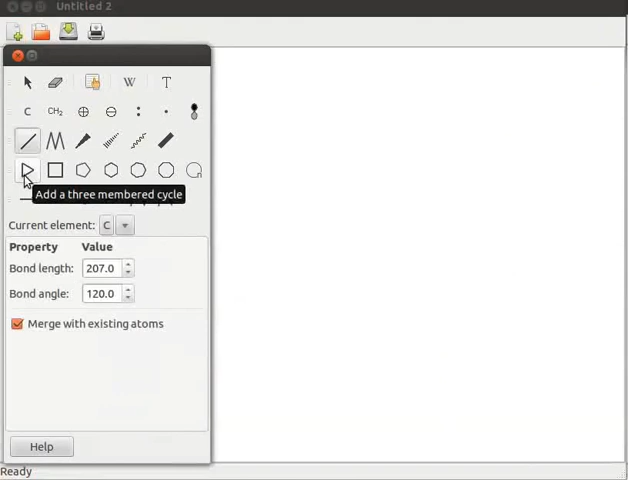 Untitled 2
W T
C CH2
n
Add a three membered cycle
Current element: C
Property Value
Bond length: 207.0
Bond angle: 120.0
Merge with existing atoms
Help
Ready